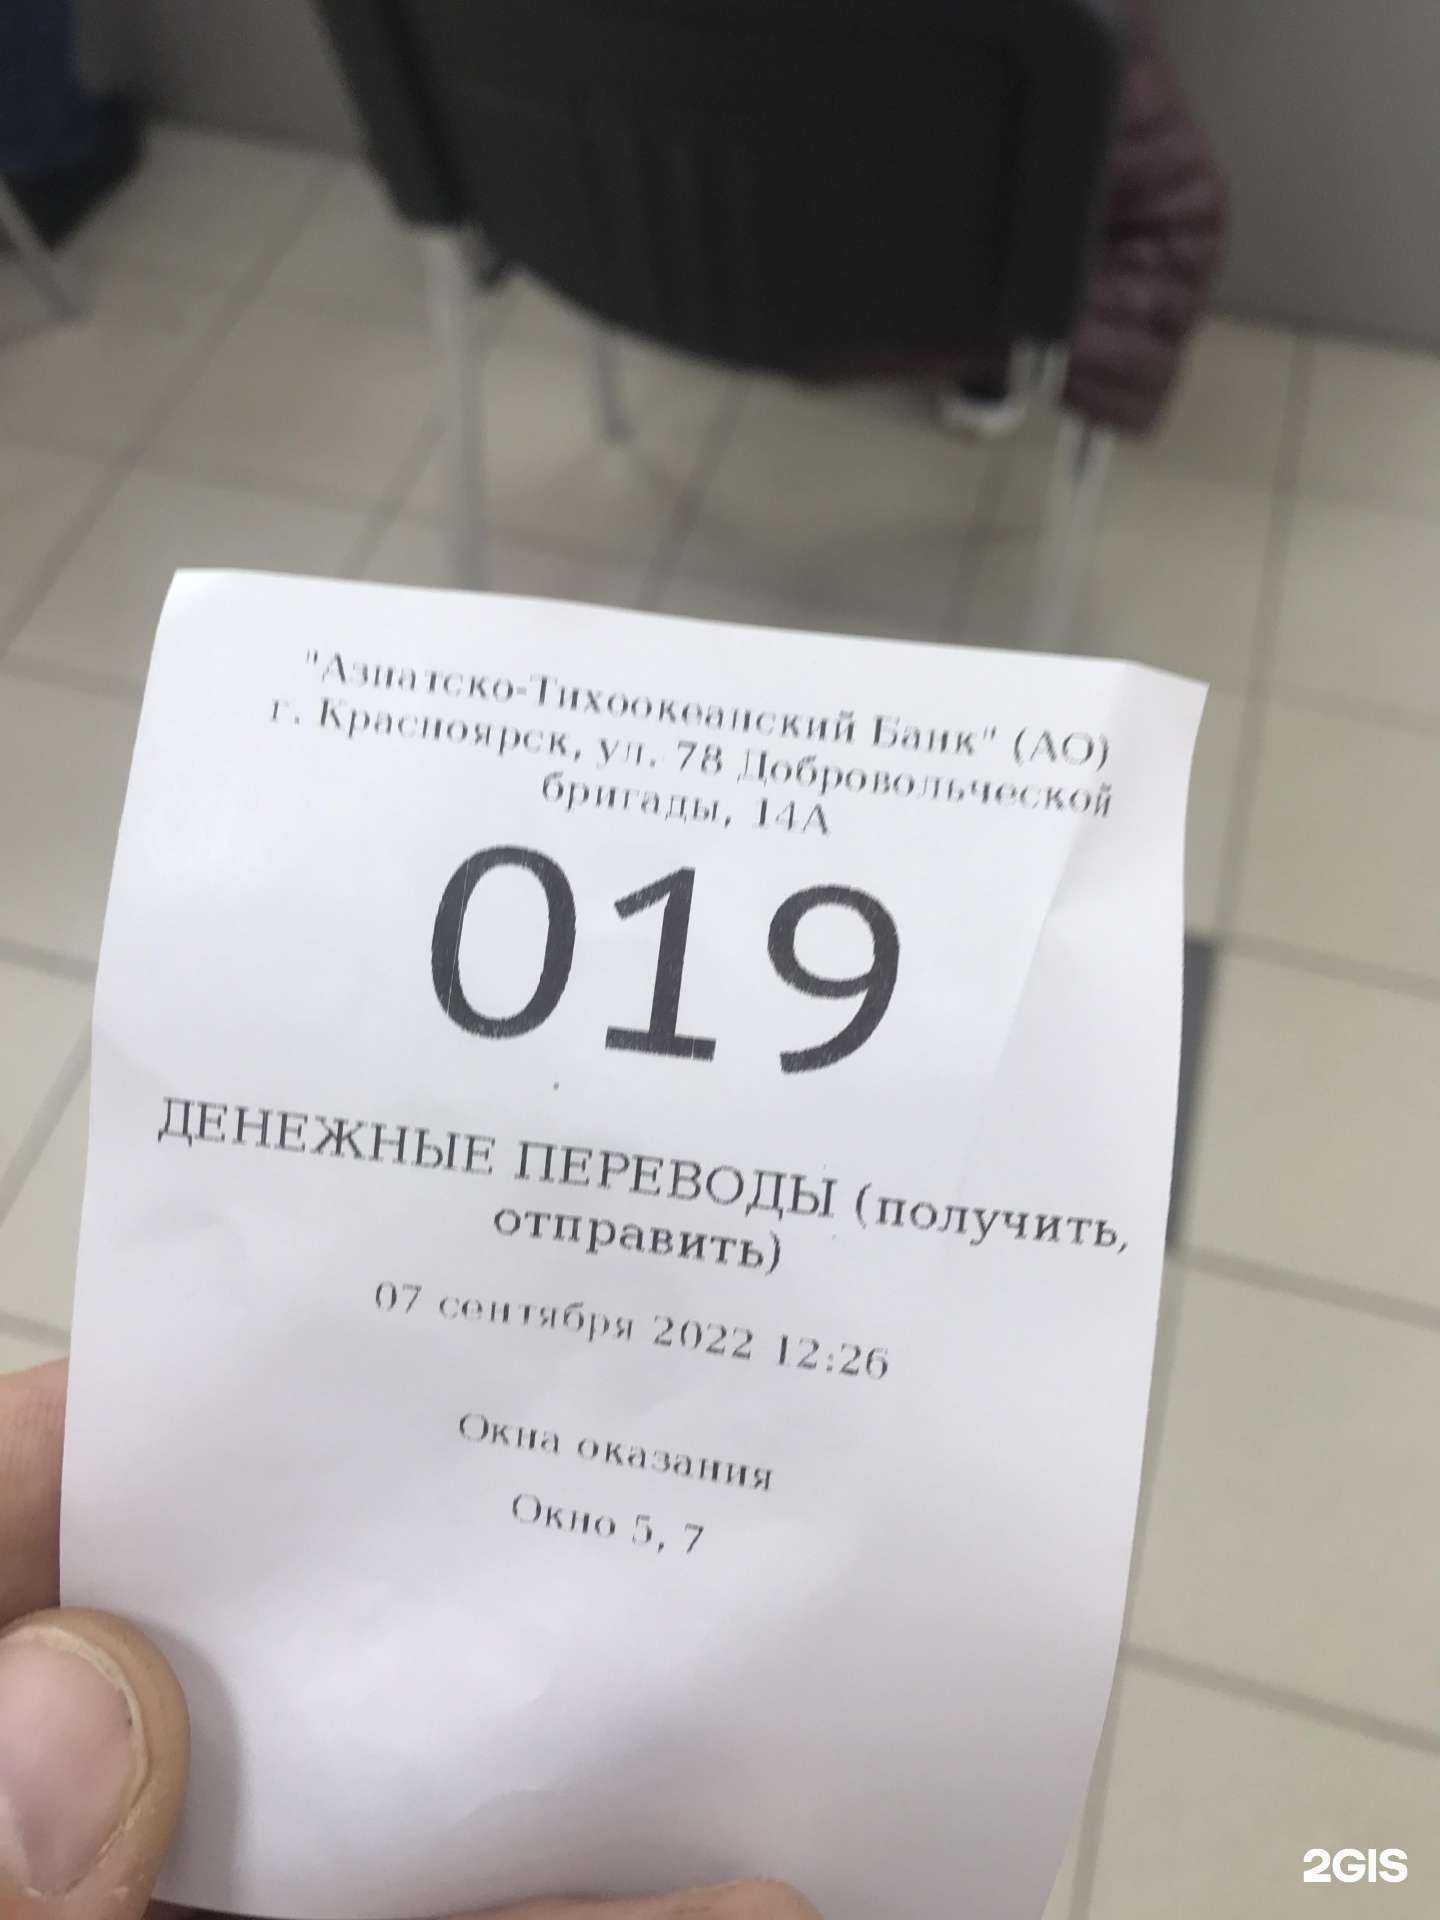 "Азиатско-Тихоокеанский Банк" (АО)
г. Красноярск, ул. 78 Добровольческой
бригады, 14А
019
ДЕНЕЖНЫЕ ПЕРЕВОДЫ (получить,
отправить)
07 сентября 2022 12:26
Окна оказания
Окно 5, 7
2GIS